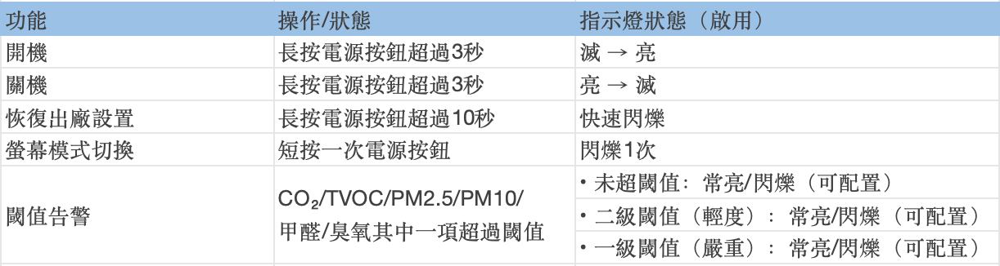 功能 操作/狀態 指示燈狀態（啟用）
開機 長按電源按鈕超過3秒 滅 → 亮
關機 長按電源按鈕超過3秒 亮 → 滅
恢復出廠設置 長按電源按鈕超過10秒 快速閃爍
螢幕模式切換 短按一次電源按鈕 閃爍1次
閾值告警
CO₂/TVOC/PM2.5/PM10/
甲醛/臭氧其中一項超過閾值
• 未超閾值：常亮/閃爍（可配置）
• 二級閾值（輕度）：常亮/閃爍（可配置）
• 一級閾值（嚴重）：常亮/閃爍（可配置）